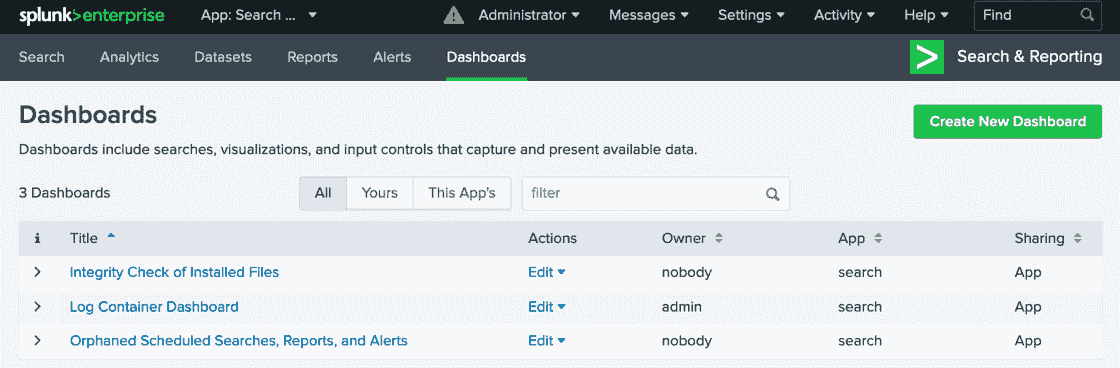 splunk>enterprise App: Search ... Administrator Messages Settings Activity Help Find
Search Analytics Datasets Reports Alerts Dashboards Search & Reporting
Dashboards
Create New Dashboard
Dashboards include searches, visualizations, and input controls that capture and present available data.
3 Dashboards All Yours This App's filter
i Title Actions Owner App Sharing
Integrity Check of Installed Files Edit nobody search App
Log Container Dashboard Edit admin search App
Orphaned Scheduled Searches, Reports, and Alerts Edit nobody search App